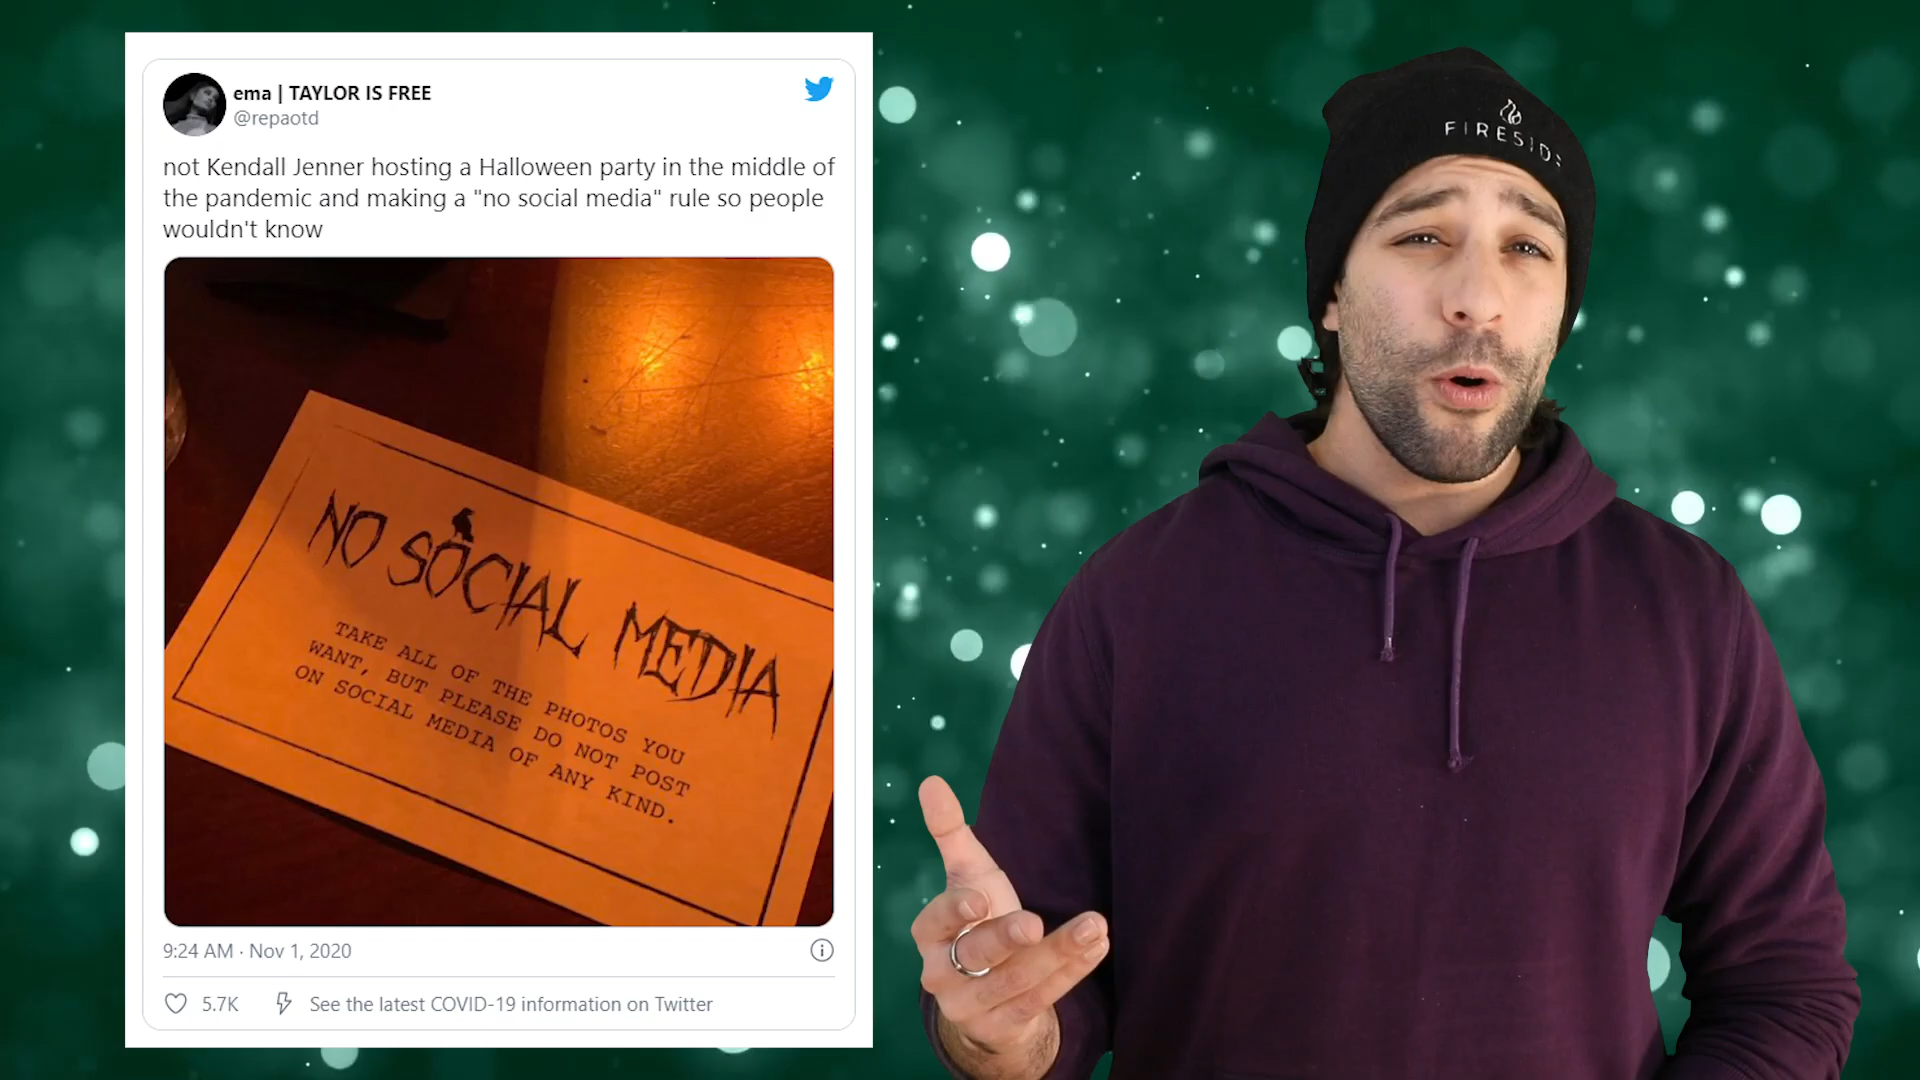 ema | TAYLOR IS FREE
@repaotd
not Kendall Jenner hosting a Halloween party in the middle of
the pandemic and making a "no social media" rule so people
wouldn't know
NO SOCIAL MEDIA
TAKE ALL OF THE PHOTOS YOU
WANT, BUT PLEASE DO NOT POST
ON SOCIAL MEDIA OF ANY KIND.
9:24 AM · Nov 1, 2020
5.7K
See the latest COVID-19 information on Twitter
FIRESIDE